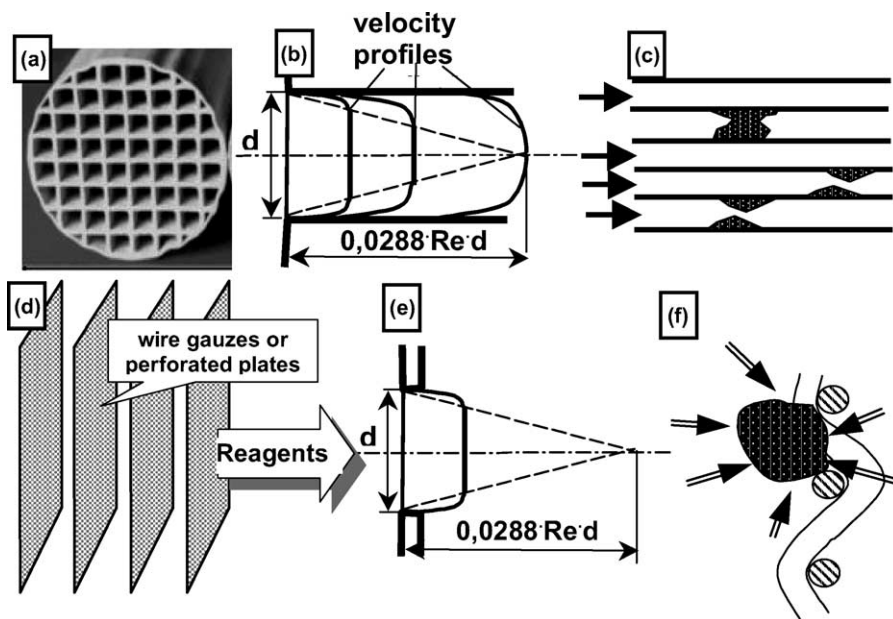 (a)
(b)
velocity
profiles
d
0,0288·Re·d
(c)
(d)
wire gauzes or
perforated plates
Reagents
(e)
d
0,0288·Re·d
(f)